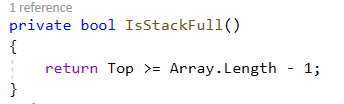 1 reference
private bool IsStackFull()
{
return Top >= Array.Length - 1;
}